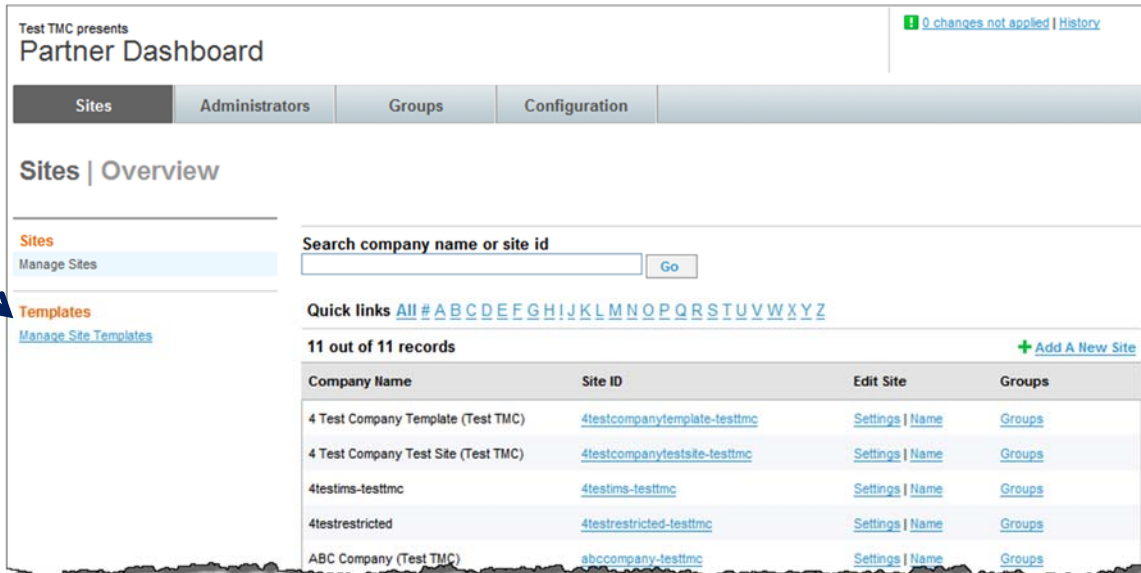 Test TMC presents
Partner Dashboard
0 changes not applied | History
Sites Administrators Groups Configuration
Sites | Overview
Sites
Manage Sites
Templates
Manage Site Templates
Search company name or site id
Go
Quick links All # A B C D E F G H I J K L M N O P Q R S T U V W X Y Z
11 out of 11 records + Add A New Site
Company Name Site ID Edit Site Groups
4 Test Company Template (Test TMC) 4testcompanytemplate-testtmc Settings | Name Groups
4 Test Company Test Site (Test TMC) 4testcompanytestsite-testtmc Settings | Name Groups
4testims-testtmc 4testims-testtmc Settings | Name Groups
4testrestricted 4testrestricted-testtmc Settings | Name Groups
ABC Company (Test TMC) abccompany-testtmc Settings | Name Groups